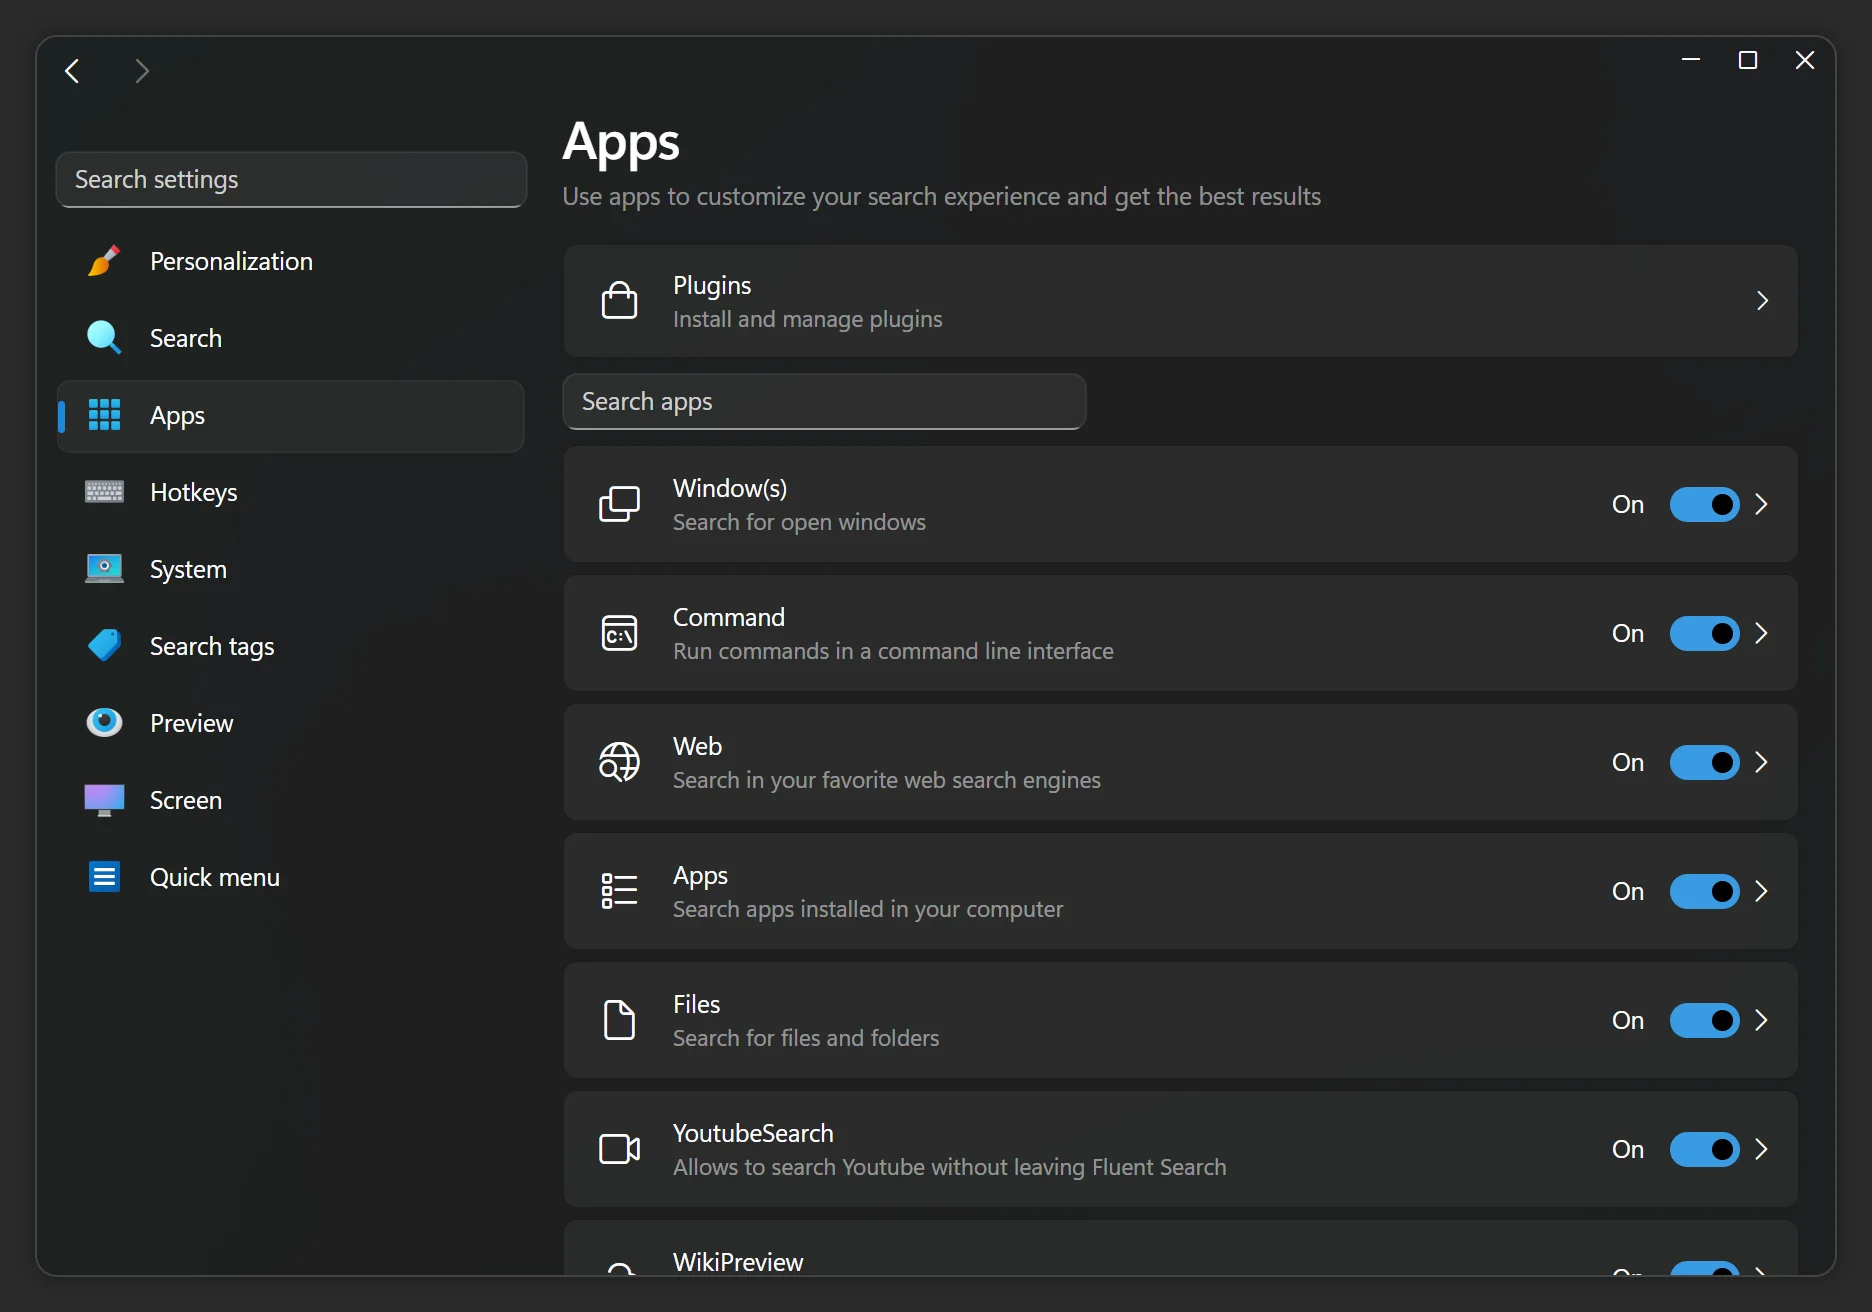 Apps
Use apps to customize your search experience and get the best results
Search settings
Personalization
Search
Apps
Hotkeys
System
Search tags
Preview
Screen
Quick menu
Plugins
Install and manage plugins
Search apps
Window(s)
Search for open windows
On
Command
Run commands in a command line interface
On
C:\
Web
Search in your favorite web search engines
On
Apps
Search apps installed in your computer
On
Files
Search for files and folders
On
YoutubeSearch
Allows to search Youtube without leaving Fluent Search
On
WikiPreview
On